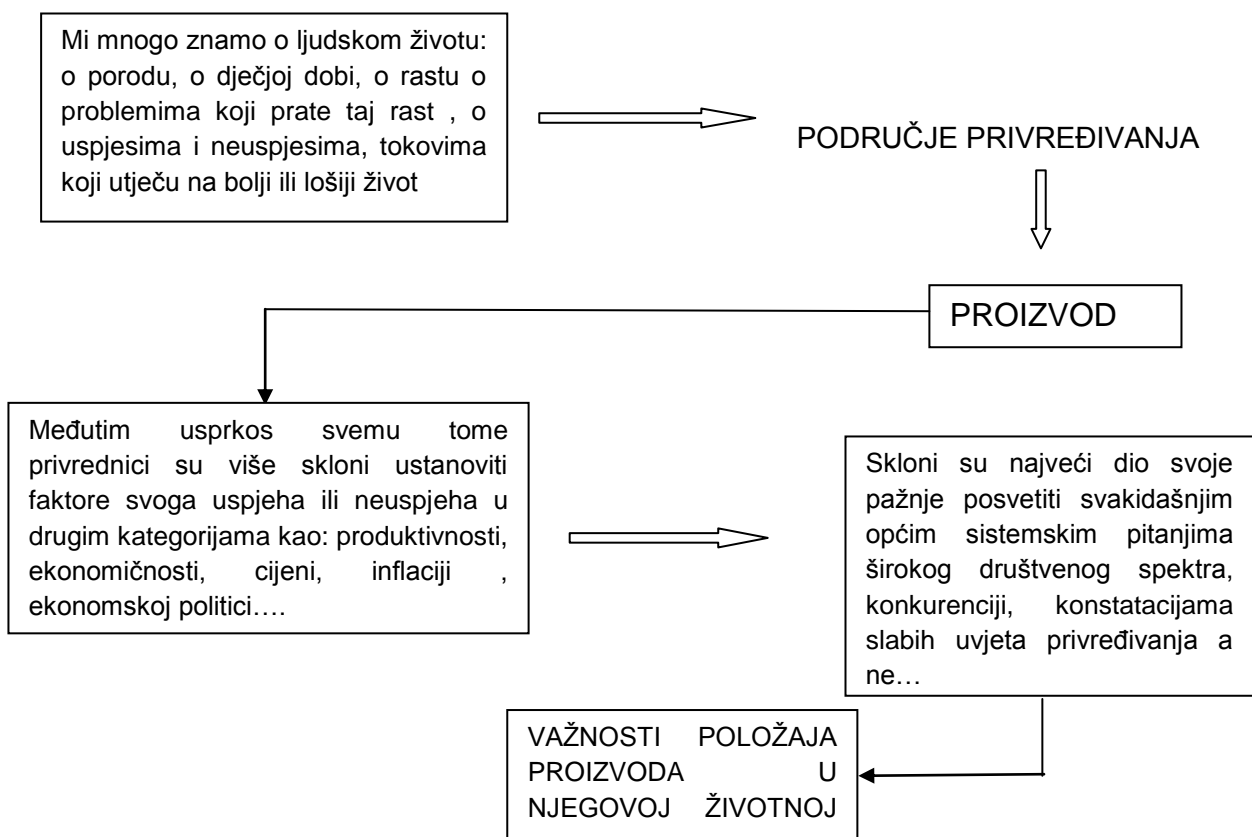 Mi mnogo znamo o ljudskom životu:
o porodu, o dječjoj dobi, o rastu o
problemima koji prate taj rast , o
uspjesima i neuspjesima, tokovima
koji utječu na bolji ili lošiji život
PODRUČJE PRIVREĐIVANJA
PROIZVOD
Međutim usprkos svemu tome
privrednici su više skloni ustanoviti
faktore svoga uspjeha ili neuspjeha u
drugim kategorijama kao: produktivnosti,
ekonomičnosti, cijeni, inflaciji ,
ekonomskoj politici….
Skloni su najveći dio svoje
pažnje posvetiti svakidašnjim
općim sistemskim pitanjima
širokog društvenog spektra,
konkurenciji, konstatacijama
slabih uvjeta privređivanja a
ne…
VAŽNOSTI POLOŽAJA
PROIZVODA U
NJEGOVOJ ŽIVOTNOJ